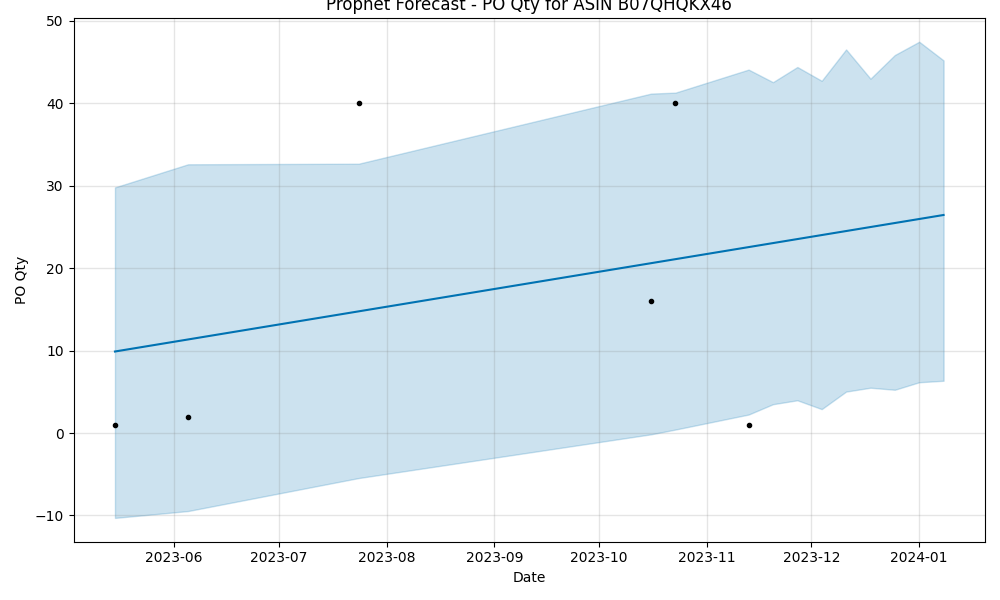 Prophet Forecast - PO Qty for ASIN B07QHQKX46
50
40
30
20
10
0
−10
PO Qty
2023-06 2023-07 2023-08 2023-09 2023-10 2023-11 2023-12 2024-01
Date